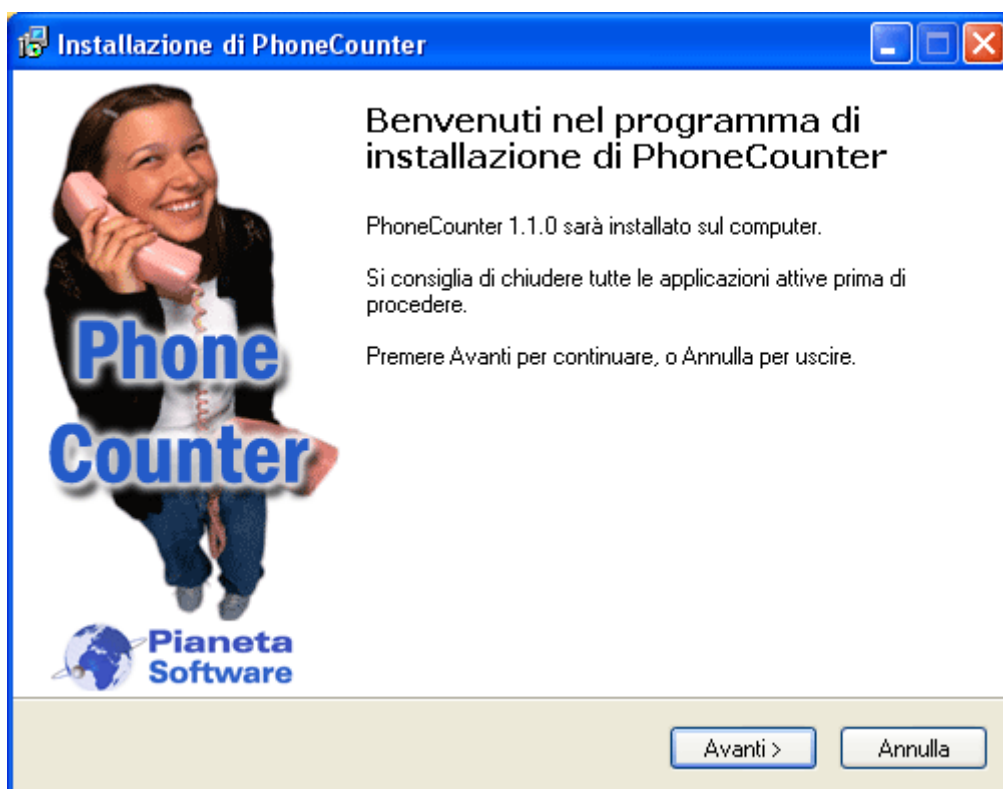 Installazione di PhoneCounter
Benvenuti nel programma di
installazione di PhoneCounter
PhoneCounter 1.1.0 sarà installato sul computer.
Si consiglia di chiudere tutte le applicazioni attive prima di
procedere.
Premere Avanti per continuare, o Annulla per uscire.
Phone
Counter
Pianeta
Software
Avanti >
Annulla